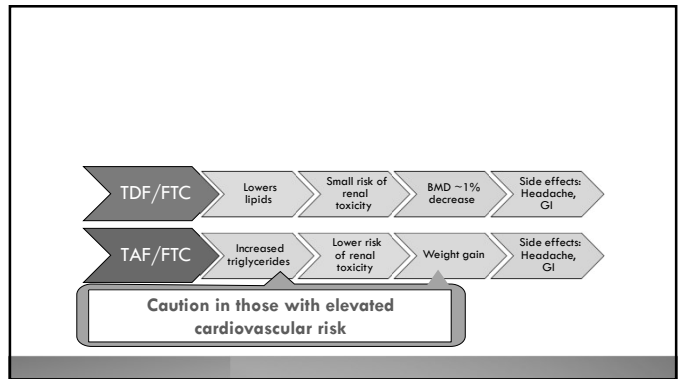 TDF/FTC
Lowers
lipids
Small risk of
renal
toxicity
BMD ~1%
decrease
Side effects:
Headache,
GI
TAF/FTC
Increased
triglycerides
Lower risk
of renal
toxicity
Weight gain
Side effects:
Headache,
GI
Caution in those with elevated
cardiovascular risk